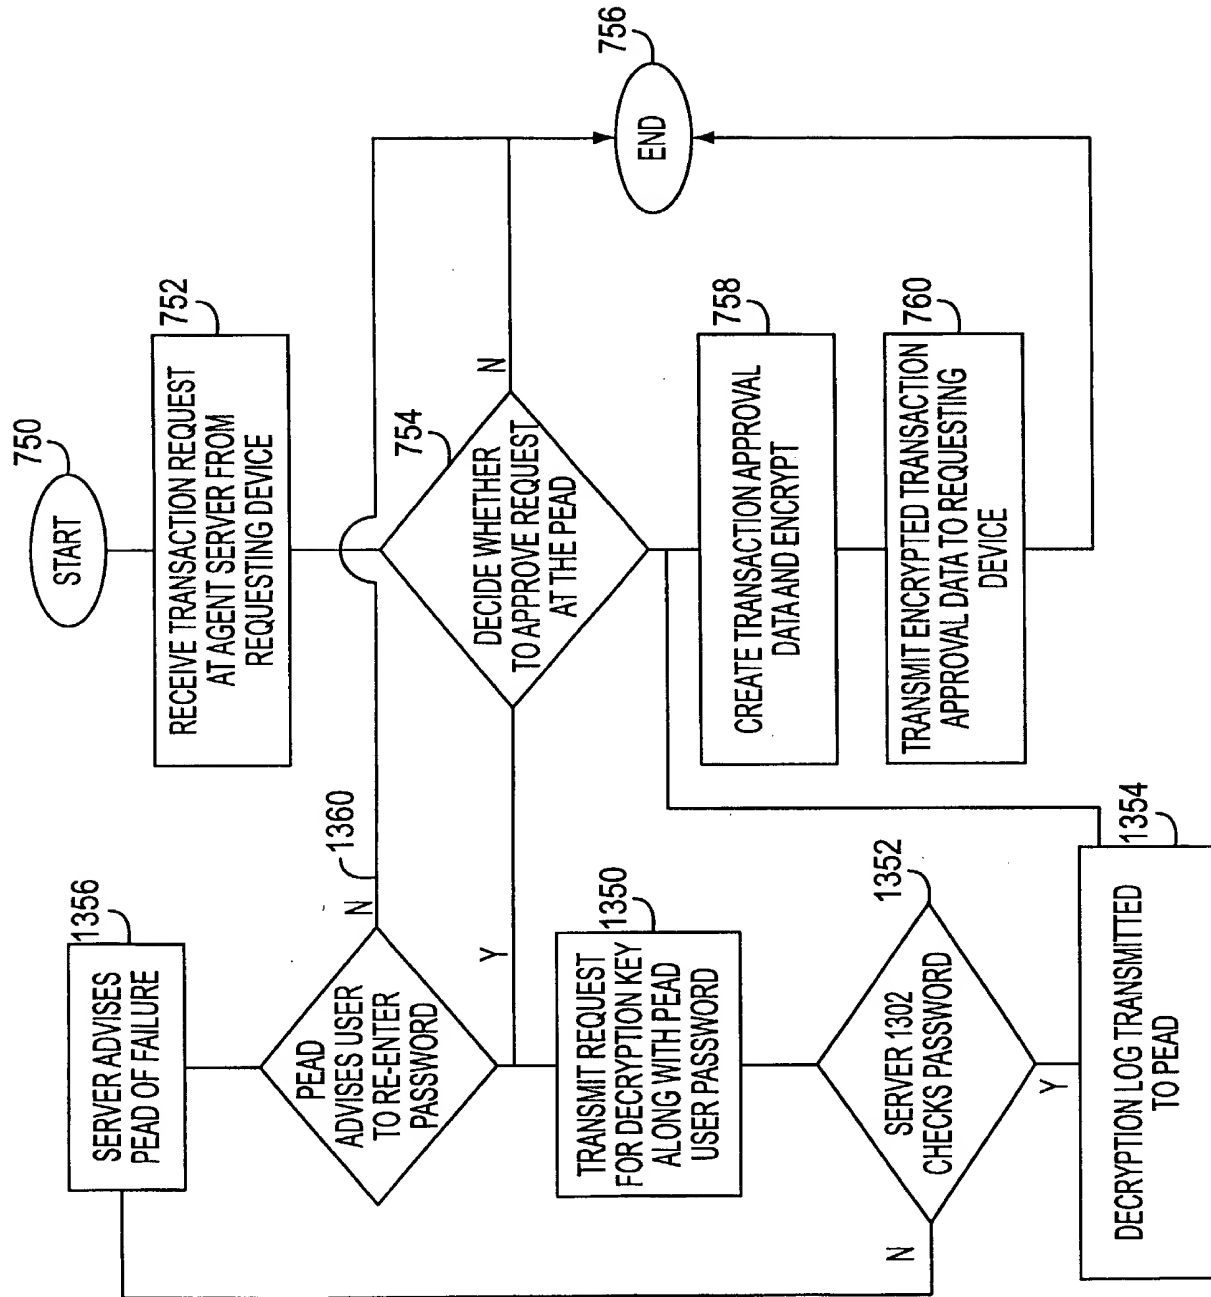 750
START
752
RECEIVE TRANSACTION REQUEST
AT AGENT SERVER FROM
REQUESTING DEVICE
754
DECIDE WHETHER
TO APPROVE REQUEST
AT THE PEAD
N
Y
756
END
758
CREATE TRANSACTION APPROVAL
DATA AND ENCRYPT
760
TRANSMIT ENCRYPTED TRANSACTION
APPROVAL DATA TO REQUESTING
DEVICE
1356
SERVER ADVISES
PEAD OF FAILURE
PEAD
ADVISES USER
TO RE-ENTER
PASSWORD
N
1360
1350
TRANSMIT REQUEST
FOR DECRYPTION KEY
ALONG WITH PEAD
USER PASSWORD
1352
SERVER 1302
CHECKS PASSWORD
N
Y
1354
DECRYPTION LOG TRANSMITTED
TO PEAD